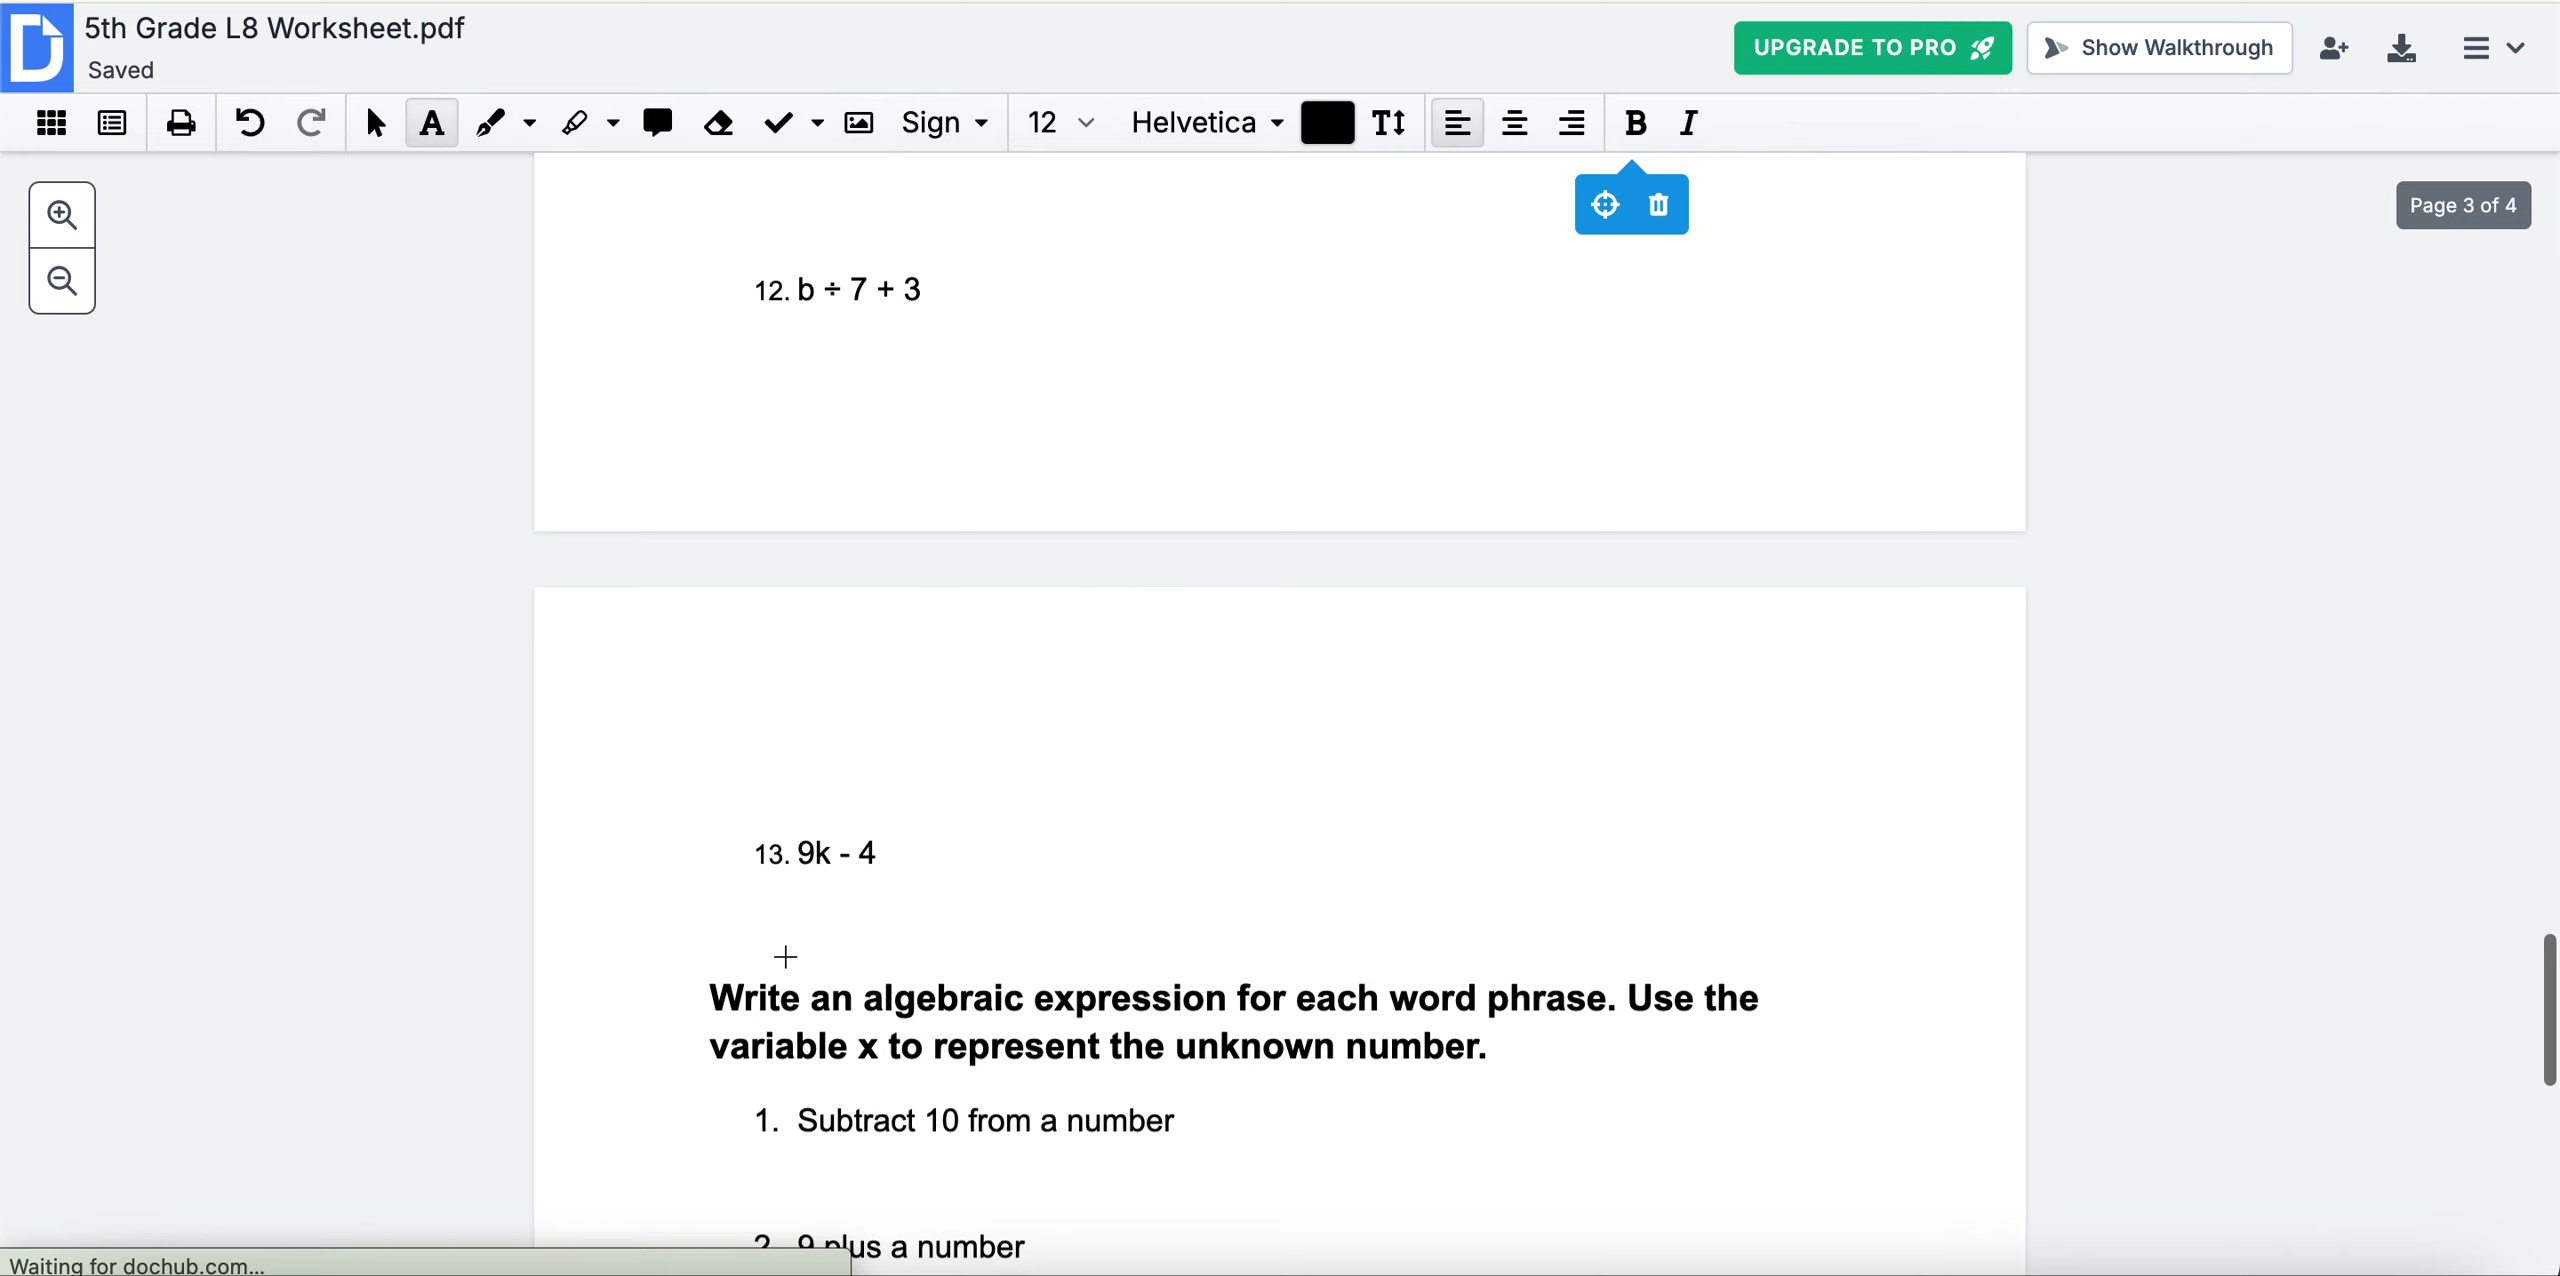 5th Grade L8 Worksheet.pdf
Saved
UPGRADE TO PRO
Show Walkthrough
Sign
12
Helvetica
B I
Page 3 of 4
12. b ÷ 7 + 3
13. 9k - 4
Write an algebraic expression for each word phrase. Use the
variable x to represent the unknown number.
1. Subtract 10 from a number
2. 9 plus a number
Waiting for dochub.com...